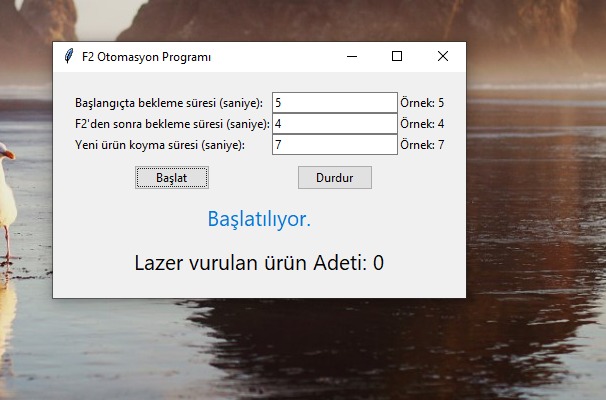 F2 Otomasyon Programı
Başlangıçta bekleme süresi (saniye): 5 Örnek: 5
F2'den sonra bekleme süresi (saniye): 4 Örnek: 4
Yeni ürün koyma süresi (saniye): 7 Örnek: 7
Başlat Durdur
Başlatılıyor.
Lazer vurulan ürün Adeti: 0